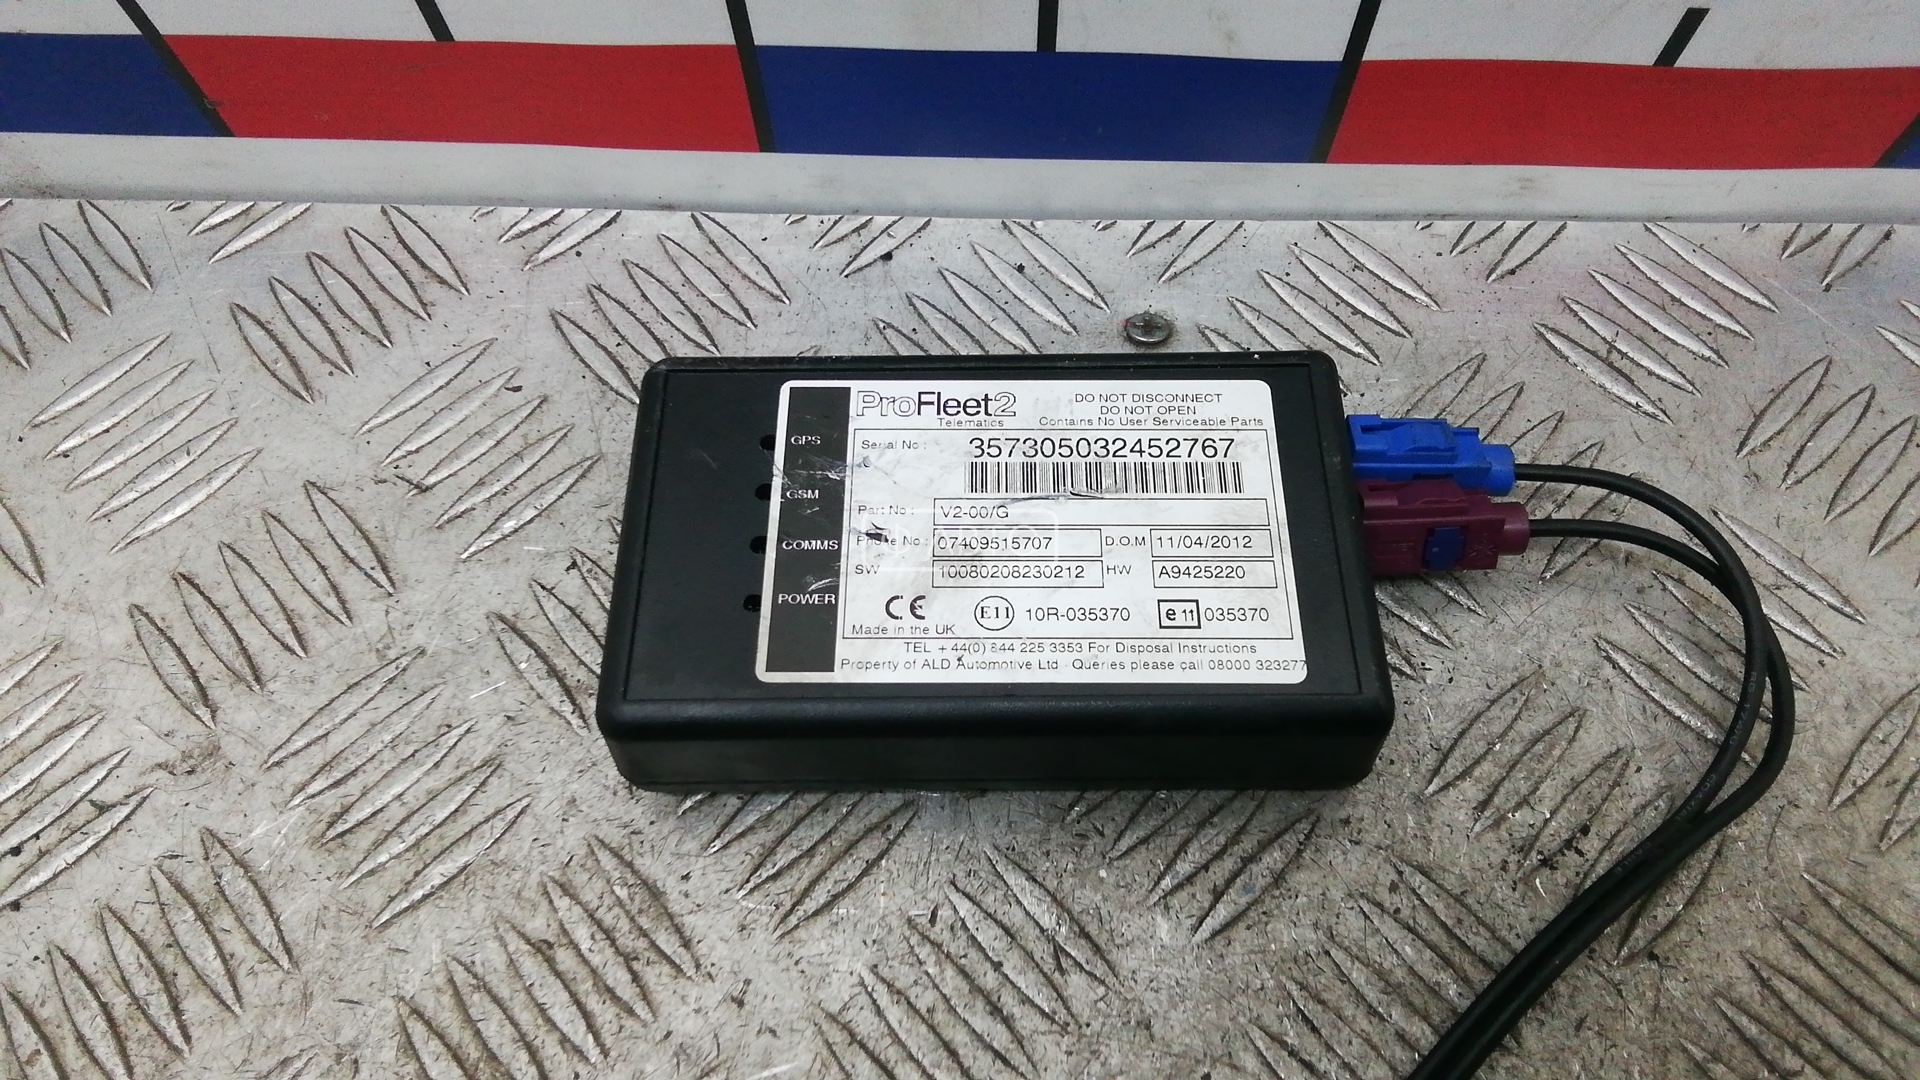 ProFleet2
Telematics
DO NOT DISCONNECT
DO NOT OPEN
Contains No User Serviceable Parts
GPS
GSM
COMMS
POWER
Serial No : 357305032452767
Part No : V2-00/G
Phone No : 07409515707 D.O.M 11/04/2012
SW 10080208230212 HW A9425220
CE E11 10R-035370 e 11 035370
Made in the UK
TEL + 44(0) 844 225 3353 For Disposal Instructions
Property of ALD Automotive Ltd - Queries please call 08000 323277